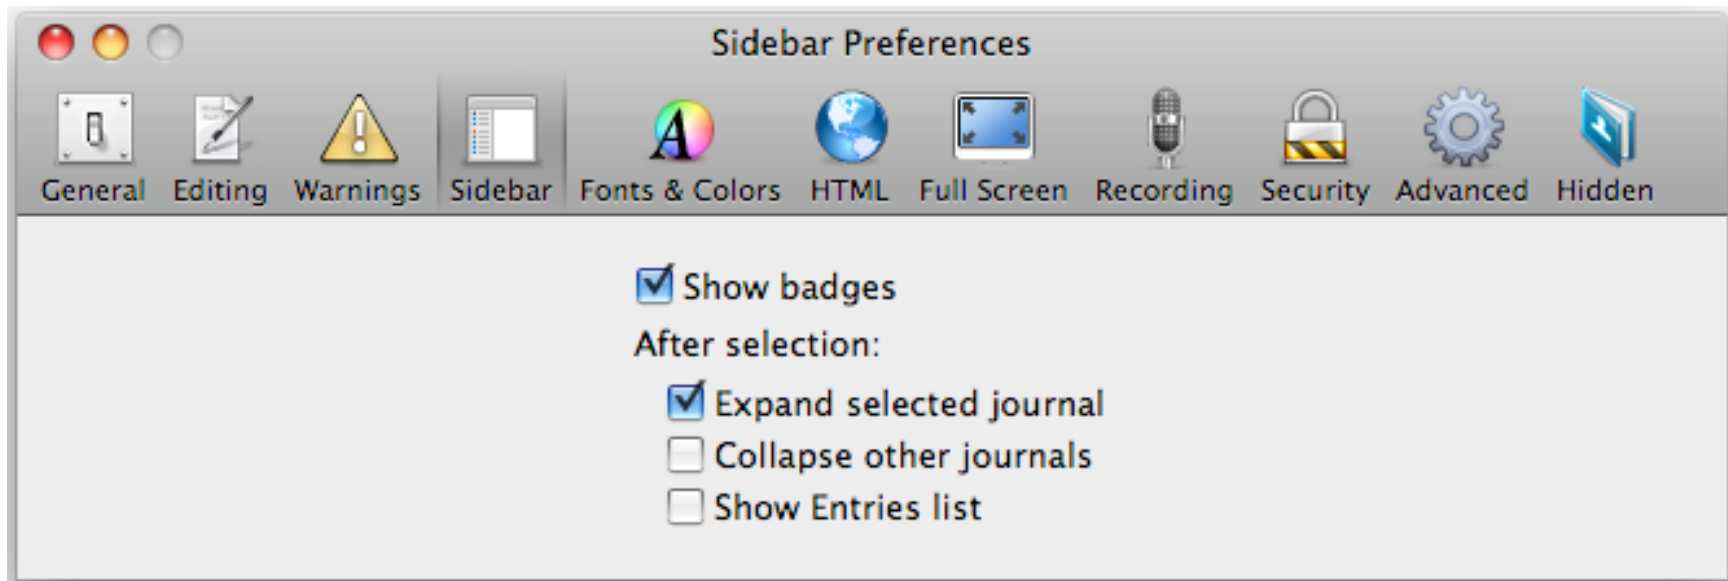 Sidebar Preferences
General Editing Warnings Sidebar Fonts & Colors HTML Full Screen Recording Security Advanced Hidden
Show badges
After selection:
Expand selected journal
Collapse other journals
Show Entries list